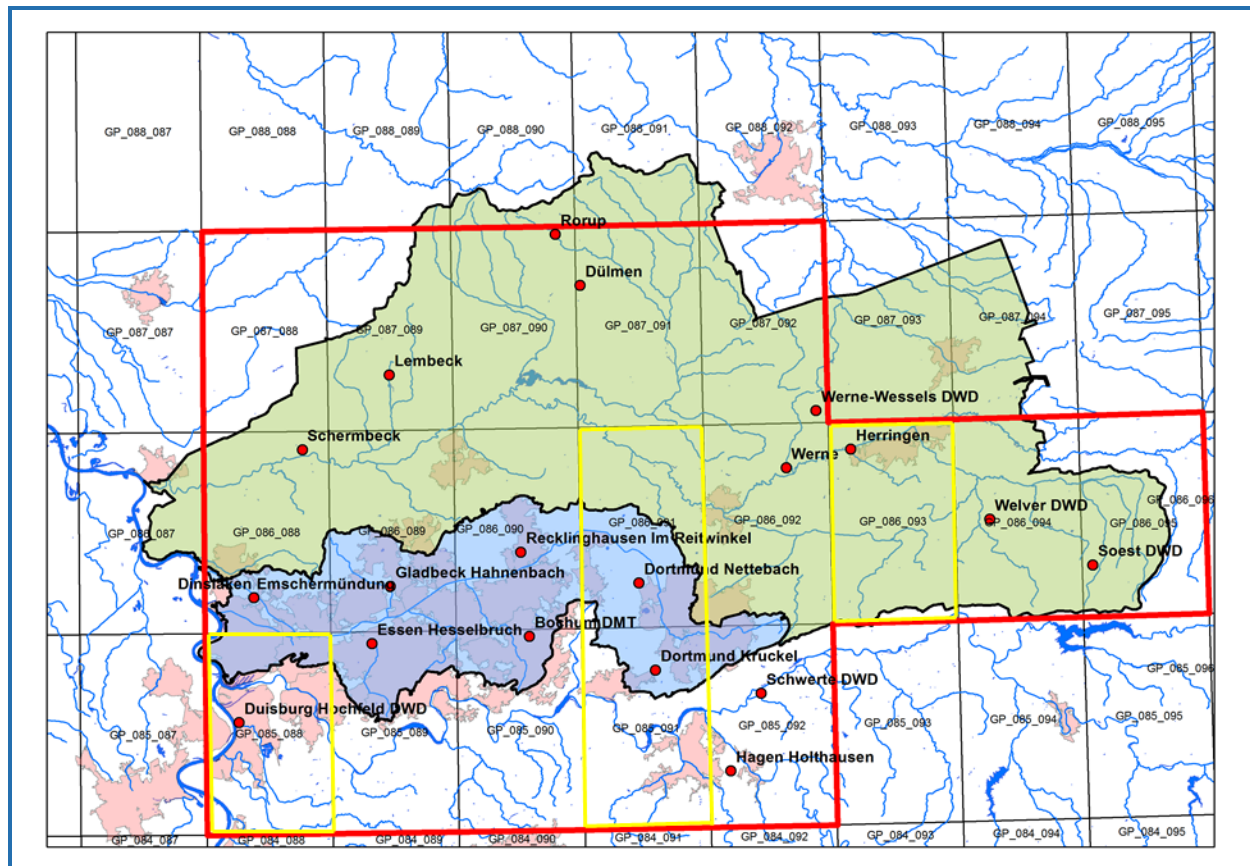 GP_088_087
GP_088_088
GP_088_089
GP_088_090
GP_088_091
GP_088_092
GP_088_093
GP_088_094
GP_088_095
Rorup
Dülmen
GP_087_087
GP_087_088
GP_087_089
GP_087_090
GP_087_091
GP_087_092
GP_087_093
GP_087_094
GP_087_095
Lembeck
Werne-Wessels DWD
Schermbeck
Herringen
Werne
GP_086_096
Welver DWD
GP_086_087
GP_086_088
GP_086_089
GP_086_090
GP_086_091
GP_086_092
GP_086_093
GP_086_094
GP_086_095
Recklinghausen Im Reitwinkel
Soest DWD
Dinslaken Emschermündung
Gladbeck Hahnenbach
Dortmund Nettebach
Essen Hesselbruch
Bochum DMT
Dortmund Kruckel
GP_085_096
Schwerte DWD
Duisburg Hochfeld DWD
GP_085_087
GP_085_088
GP_085_089
GP_085_090
GP_085_091
GP_085_092
GP_085_093
GP_085_094
GP_085_095
Hagen Holthausen
GP_084_087
GP_084_088
GP_084_089
GP_084_090
GP_084_091
GP_084_092
GP_084_093
GP_084_094
GP_084_095